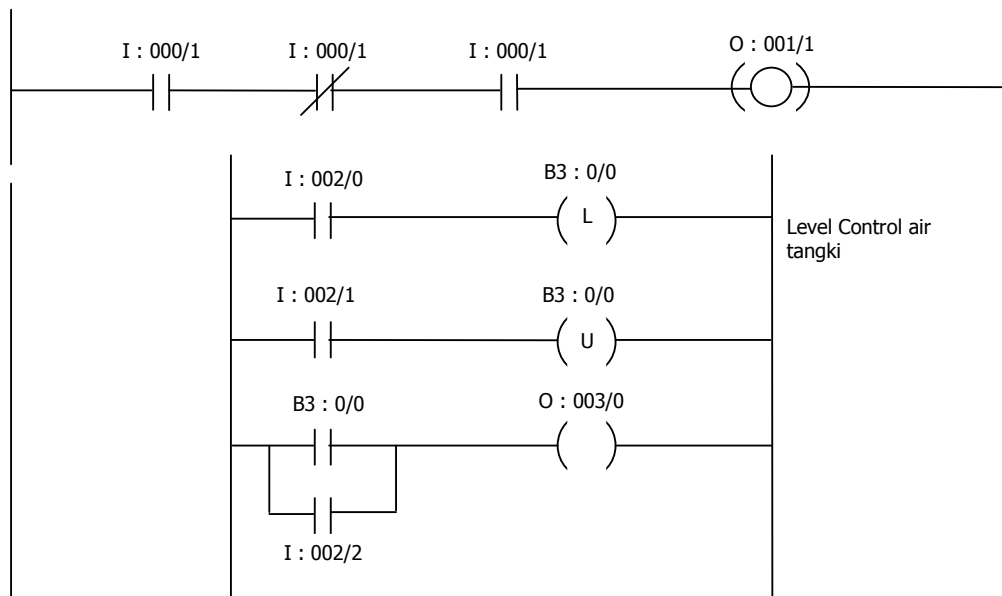 I : 000/1
I : 000/1
I : 000/1
O : 001/1
I : 002/0
B3 : 0/0
L
Level Control air
tangki
I : 002/1
B3 : 0/0
U
B3 : 0/0
O : 003/0
I : 002/2